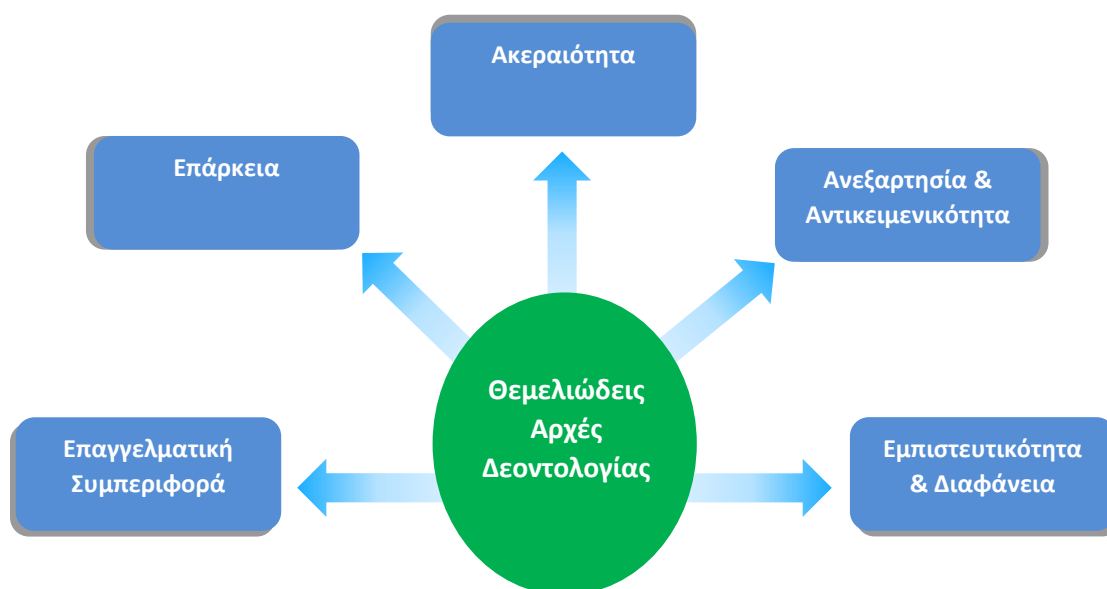 Ακεραιότητα
Επάρκεια
Ανεξαρτησία &
Αντικειμενικότητα
Θεμελιώδεις
Αρχές
Δεοντολογίας
Επαγγελματική
Συμπεριφορά
Εμπιστευτικότητα
& Διαφάνεια